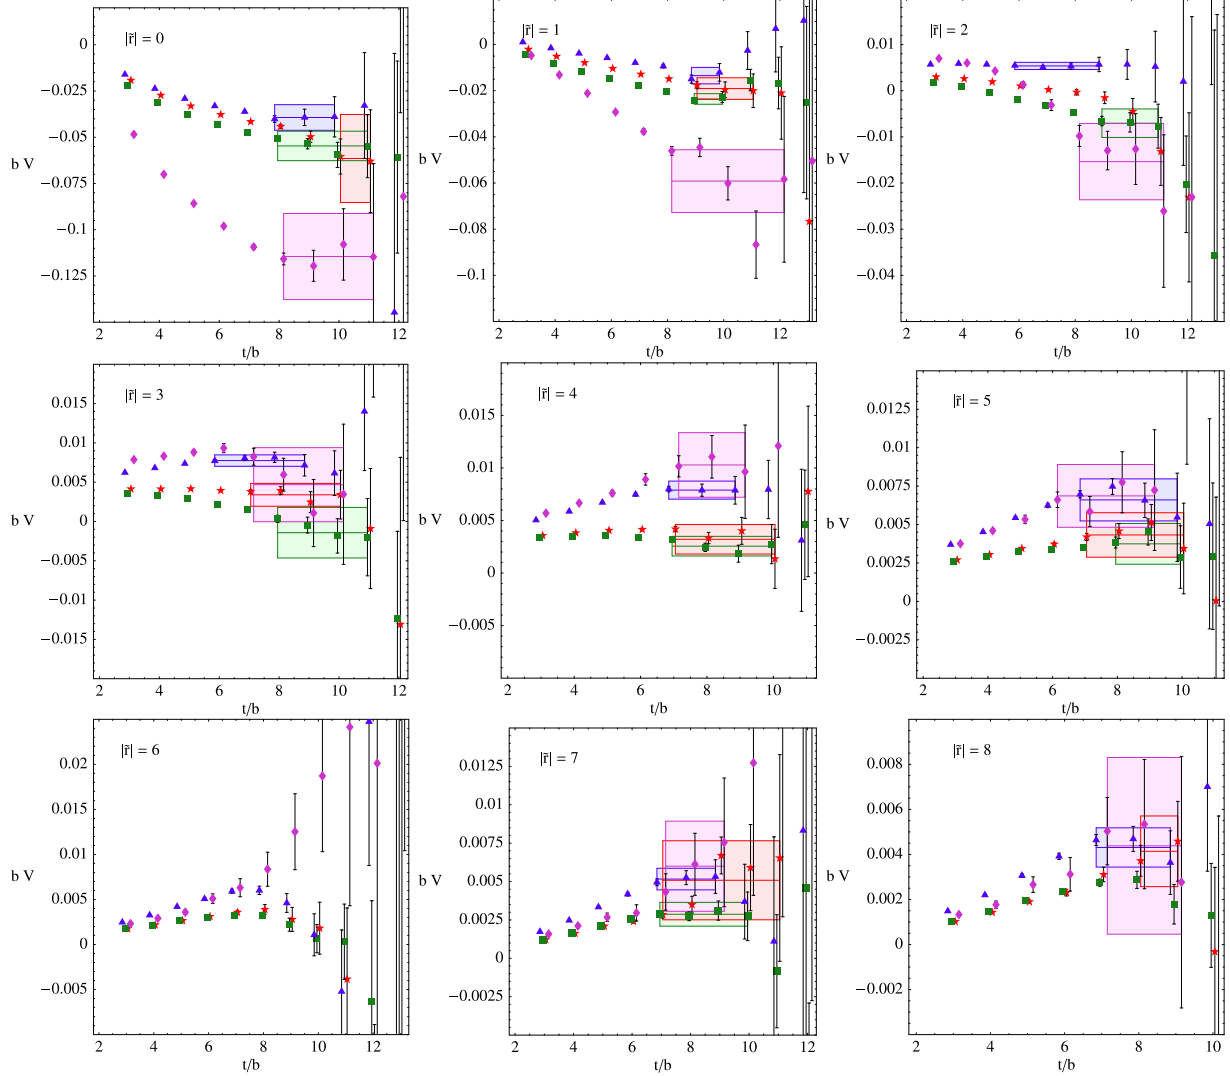 |r̃| = 0
0
−0.025
−0.05
−0.075
−0.1
−0.125
b V
2 4 6 8 10 12
t/b
|r̃| = 1
0
−0.02
−0.04
−0.06
−0.08
−0.1
b V
2 4 6 8 10 12
t/b
|r̃| = 2
0.01
0
−0.01
−0.02
−0.03
−0.04
b V
2 4 6 8 10 12
t/b
|r̃| = 3
0.015
0.01
0.005
0
−0.005
−0.01
−0.015
b V
2 4 6 8 10 12
t/b
|r̃| = 4
0.015
0.01
0.005
0
−0.005
b V
2 4 6 8 10
t/b
|r̃| = 5
0.0125
0.01
0.0075
0.005
0.0025
0
−0.0025
b V
2 4 6 8 10
t/b
|r̃| = 6
0.02
0.015
0.01
0.005
0
−0.005
b V
2 4 6 8 10 12
t/b
|r̃| = 7
0.0125
0.01
0.0075
0.005
0.0025
0
−0.0025
b V
2 4 6 8 10 12
t/b
|r̃| = 8
0.008
0.006
0.004
0.002
0
−0.002
b V
2 4 6 8 10
t/b